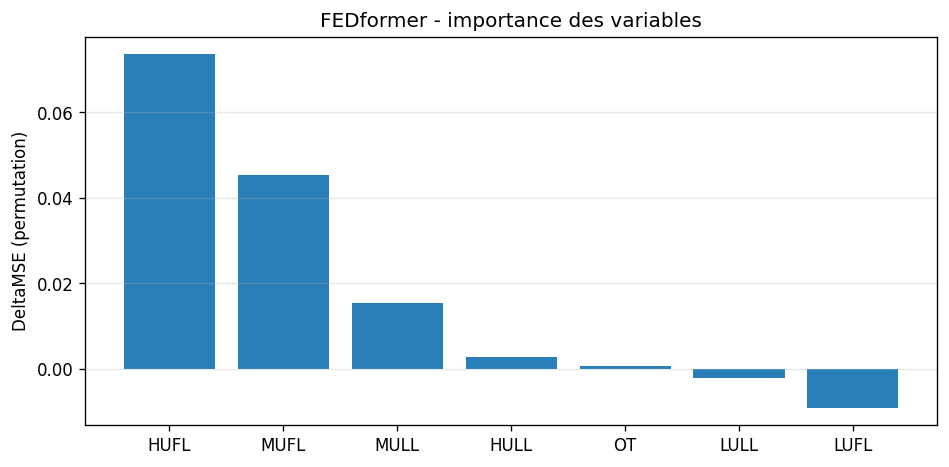 FEDformer - importance des variables
DeltaMSE (permutation)
0.06
0.04
0.02
0.00
HUFL MUFL MULL HULL OT LULL LUFL